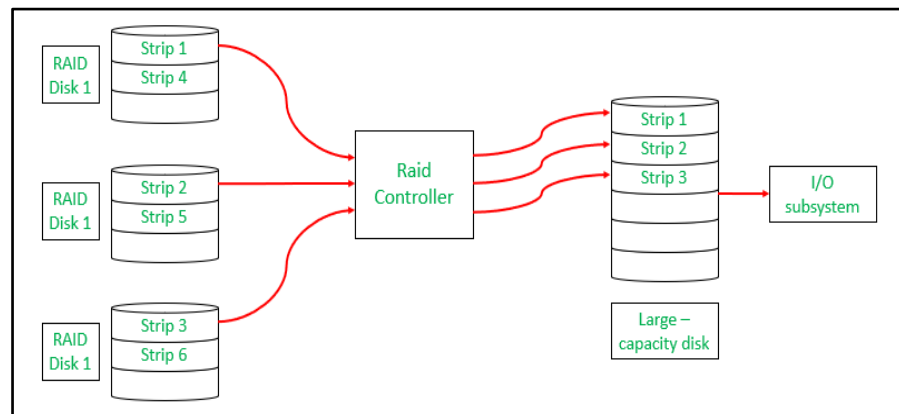 RAID
Disk 1
Strip 1
Strip 4
RAID
Disk 1
Strip 2
Strip 5
RAID
Disk 1
Strip 3
Strip 6
Raid
Controller
Strip 1
Strip 2
Strip 3
Large –
capacity disk
I/O
subsystem